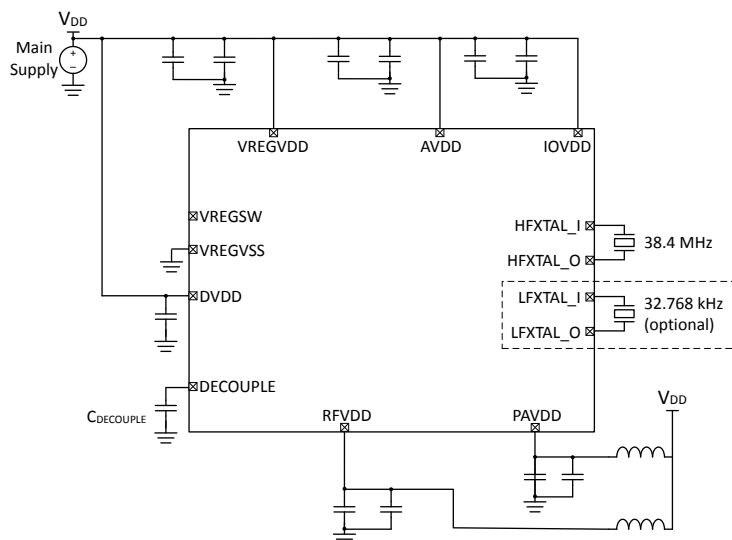 VDD
Main
Supply
+
−
VREGVDD
AVDD
IOVDD
VREGSW
VREGVSS
DVDD
DECOUPLE
CDECOUPLE
HFXTAL_I
38.4 MHz
HFXTAL_O
LFXTAL_I
32.768 kHz
(optional)
LFXTAL_O
RFVDD
PAVDD
VDD